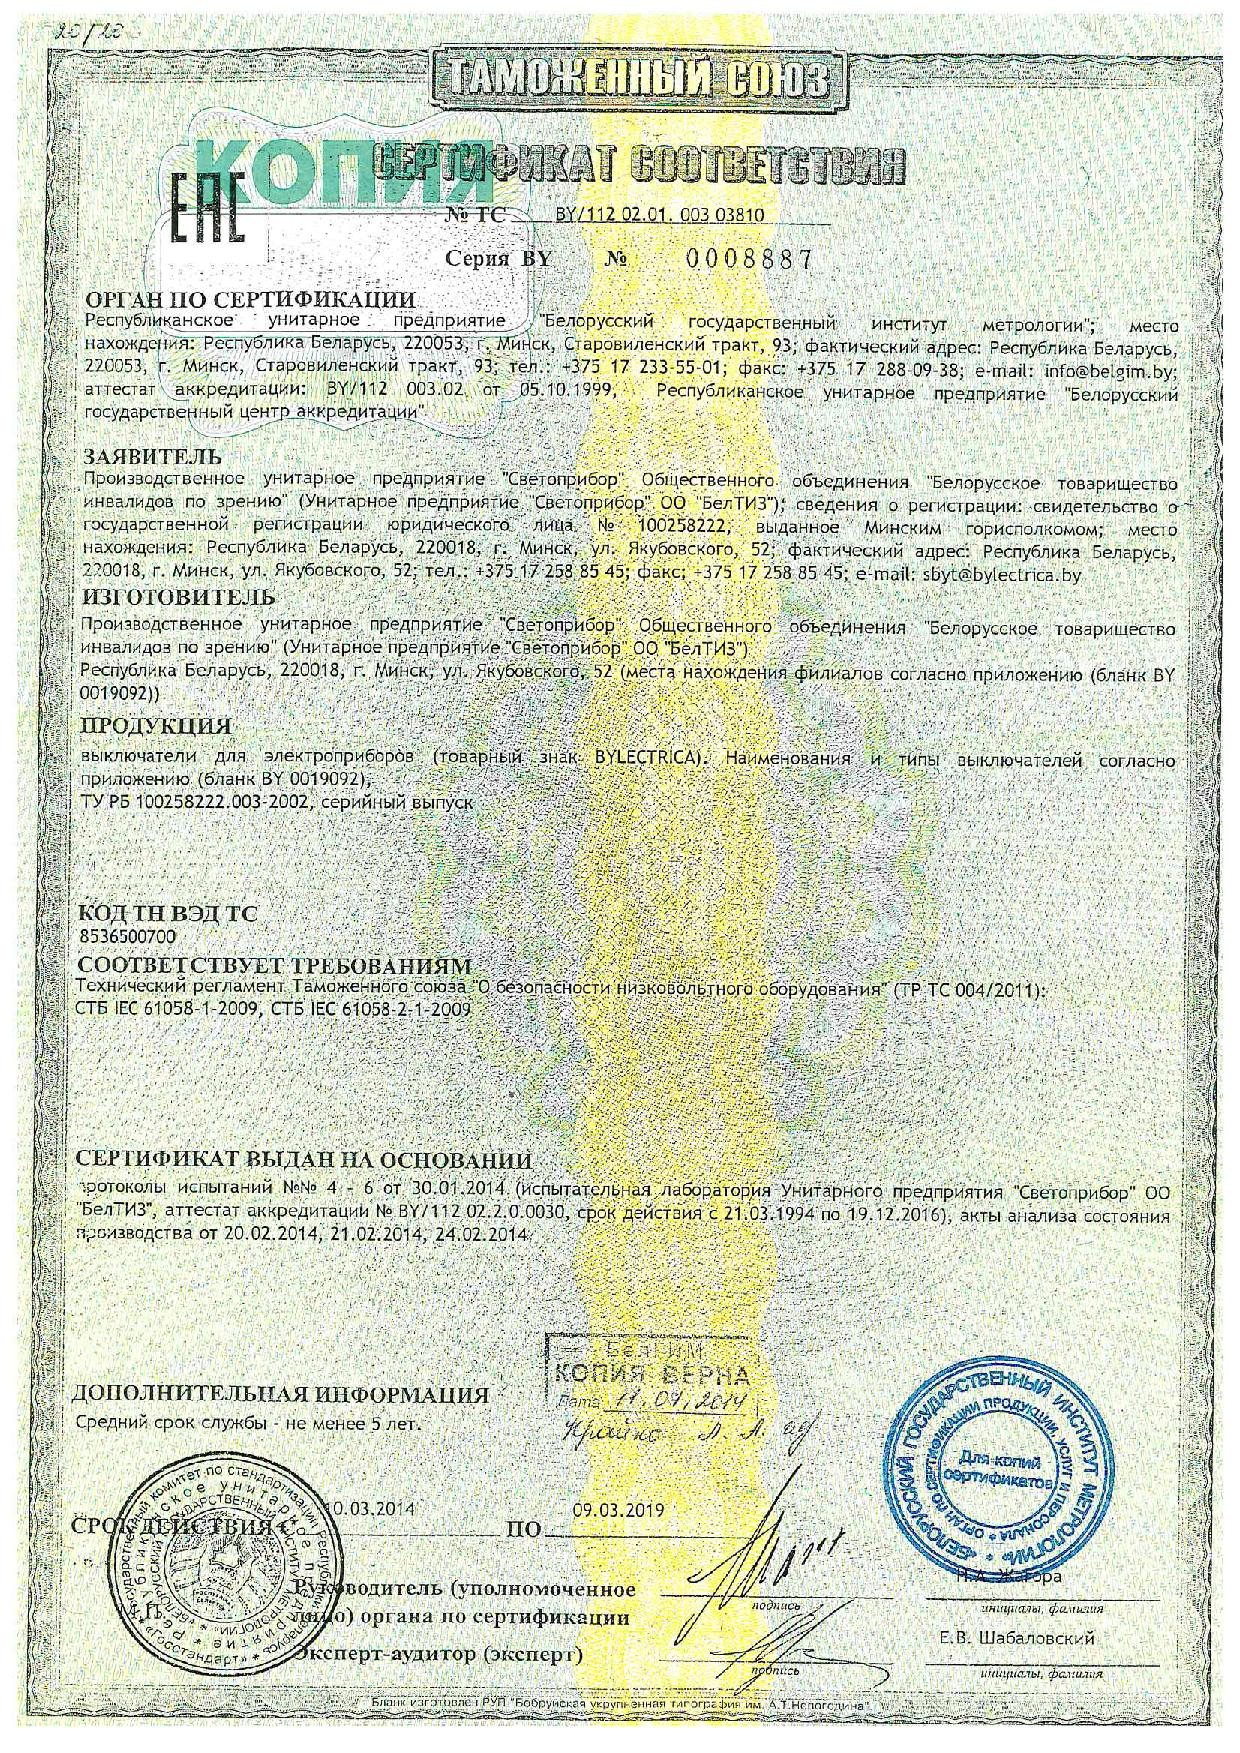 20/20
ТАМОЖЕННЫЙ СОЮЗ
КОПИЯ
СЕРТИФИКАТ СООТВЕТСТВИЯ
ЕАС
№ ТС BY/112 02.01. 003 03810
Серия BY № 0008887
ОРГАН ПО СЕРТИФИКАЦИИ
Республиканское унитарное предприятие "Белорусский государственный институт метрологии"; место
нахождения: Республика Беларусь, 220053, г. Минск, Старовиленский тракт, 93; фактический адрес: Республика Беларусь,
220053, г. Минск, Старовиленский тракт, 93; тел.: +375 17 233-55-01; факс: +375 17 288-09-38; e-mail: info@belgim.by;
аттестат аккредитации: BY/112 003.02. от 05.10.1999, Республиканское унитарное предприятие "Белорусский
государственный центр аккредитации"
ЗАЯВИТЕЛЬ
Производственное унитарное предприятие "Светоприбор" Общественного объединения "Белорусское товарищество
инвалидов по зрению" (Унитарное предприятие "Светоприбор" ОО "БелТИЗ"); сведения о регистрации: свидетельство о
государственной регистрации юридического лица № 100258222, выданное Минским горисполкомом; место
нахождения: Республика Беларусь, 220018, г. Минск, ул. Якубовского, 52; фактический адрес: Республика Беларусь,
220018, г. Минск, ул. Якубовского, 52; тел.: +375 17 258 85 45; факс: +375 17 258 85 45; e-mail: sbyt@bylectrica.by
ИЗГОТОВИТЕЛЬ
Производственное унитарное предприятие "Светоприбор" Общественного объединения "Белорусское товарищество
инвалидов по зрению" (Унитарное предприятие "Светоприбор" ОО "БелТИЗ")
Республика Беларусь, 220018, г. Минск, ул. Якубовского, 52 (места нахождения филиалов согласно приложению (бланк BY
0019092))
ПРОДУКЦИЯ
выключатели для электроприборов (товарный знак BYLECTRICA). Наименования и типы выключателей согласно
приложению (бланк BY 0019092),
ТУ РБ 100258222.003-2002, серийный выпуск
КОД ТН ВЭД ТС
8536500700
СООТВЕТСТВУЕТ ТРЕБОВАНИЯМ
Технический регламент Таможенного союза "О безопасности низковольтного оборудования" (ТР ТС 004/2011);
СТБ IEC 61058-1-2009, СТБ IEC 61058-2-1-2009
СЕРТИФИКАТ ВЫДАН НА ОСНОВАНИИ
протоколы испытаний №№ 4 - 6 от 30.01.2014 (испытательная лаборатория Унитарного предприятия "Светоприбор" ОО
"БелТИЗ", аттестат аккредитации № BY/112 02.2.0.0030, срок действия с 21.03.1994 по 19.12.2016), акты анализа состояния
производства от 20.02.2014, 21.02.2014, 24.02.2014
БелГИМ
КОПИЯ ВЕРНА
Дата 11.04.2014
ДОПОЛНИТЕЛЬНАЯ ИНФОРМАЦИЯ
Средний срок службы - не менее 5 лет.
"БЕЛОРУССКИЙ ГОСУДАРСТВЕННЫЙ ИНСТИТУТ МЕТРОЛОГИИ"
ОРГАН ПО СЕРТИФИКАЦИИ ПРОДУКЦИИ, УСЛУГ И ПЕРСОНАЛА
Для копий
сертификатов
СРОК ДЕЙСТВИЯ С 10.03.2014 ПО 09.03.2019
Руководитель (уполномоченное
лицо) органа по сертификации
подпись
Н.А. Жагора
инициалы, фамилия
Эксперт-аудитор (эксперт)
подпись
Е.В. Шабаловский
инициалы, фамилия
Бланк изготовлен РУП "Бобруйская укрупненная типография им. А.Т.Непогодина"